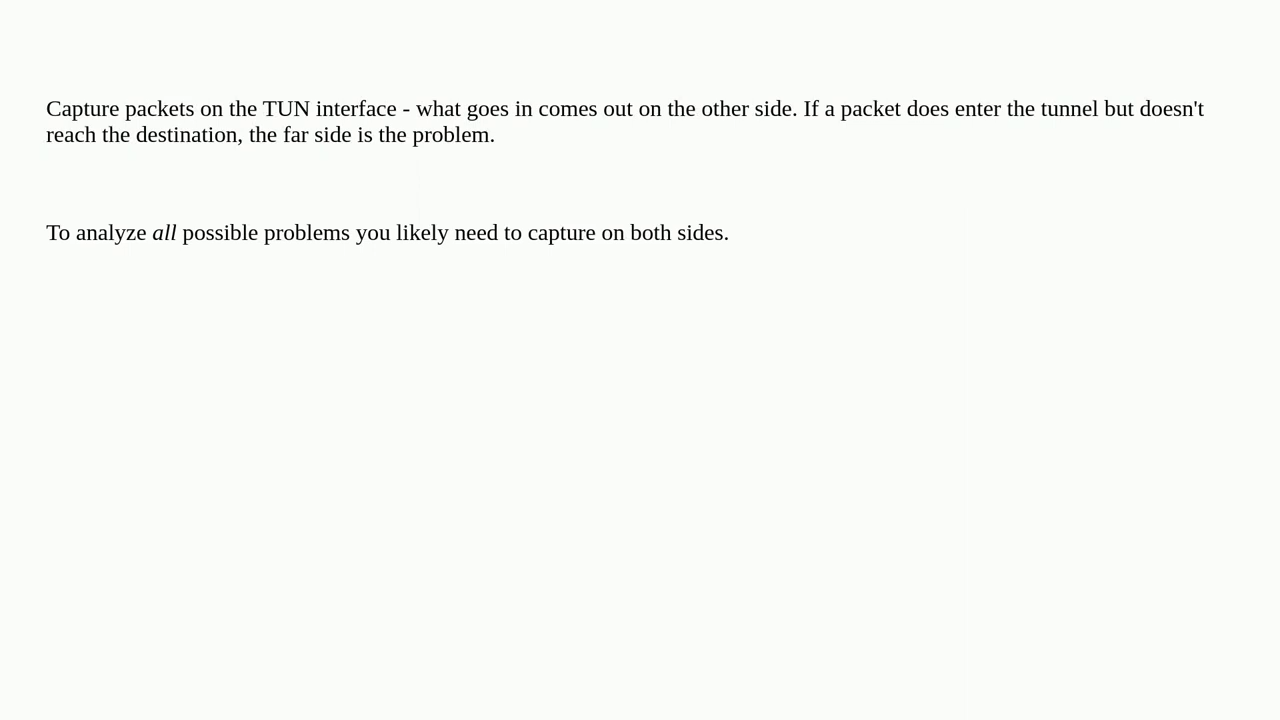 Capture packets on the TUN interface - what goes in comes out on the other side. If a packet does enter the tunnel but doesn't
reach the destination, the far side is the problem.
To analyze all possible problems you likely need to capture on both sides.